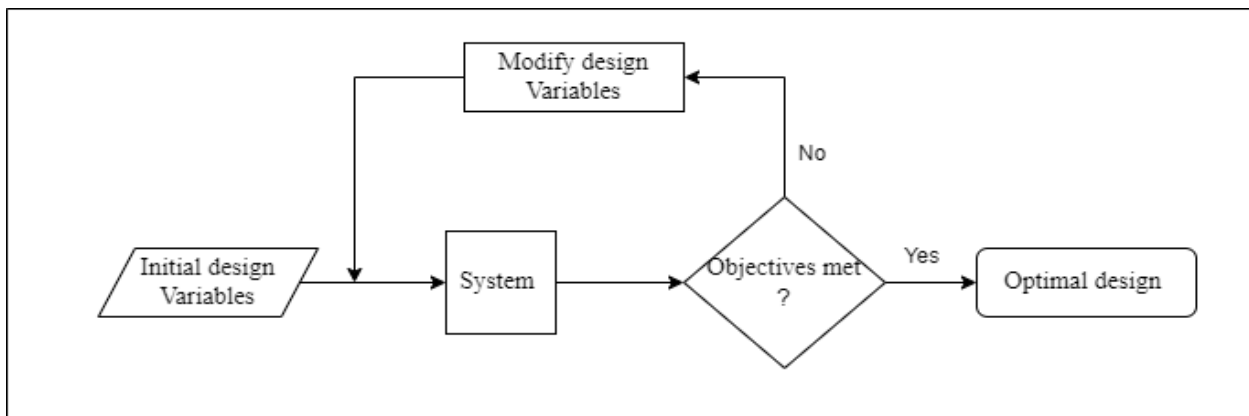 Modify design
Variables
No
Initial design
Variables
System
Objectives met
?
Yes
Optimal design